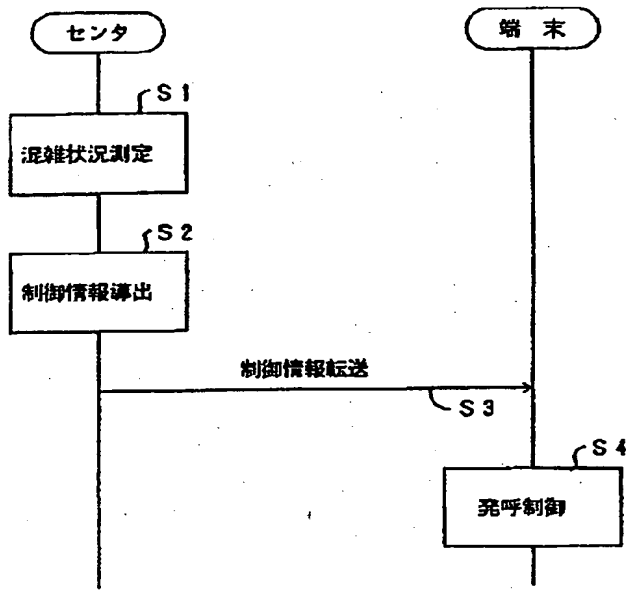 センタ
端 末
S1
混雑状況測定
S2
制御情報導出
制御情報転送
S3
S4
発呼制御